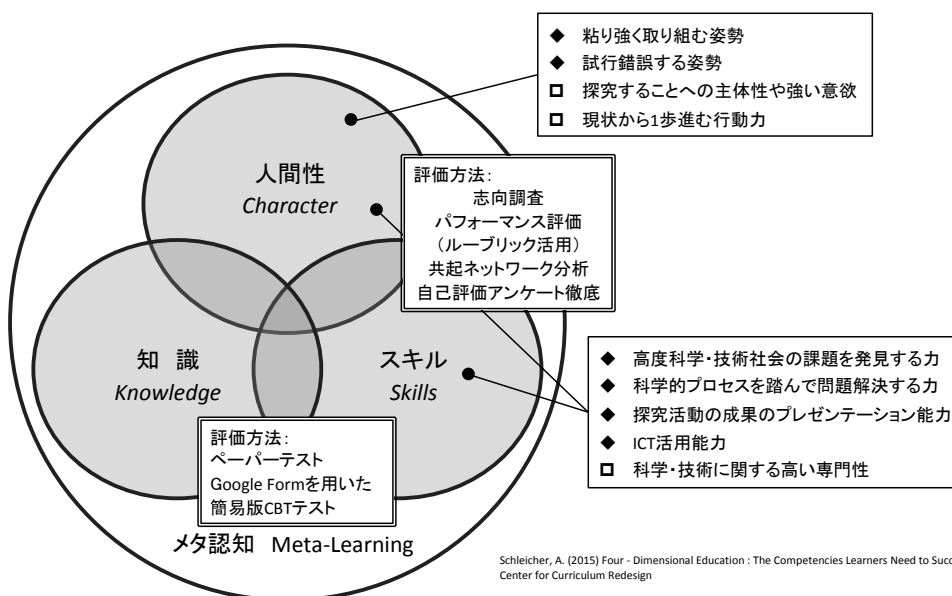 ◆ 粘り強く取り組む姿勢
◆ 試行錯誤する姿勢
□ 探究することへの主体性や強い意欲
□ 現状から1歩進む行動力
人間性
Character
評価方法：
志向調査
パフォーマンス評価
（ルーブリック活用）
共起ネットワーク分析
自己評価アンケート徹底
知 識
Knowledge
スキル
Skills
◆ 高度科学・技術社会の課題を発見する力
◆ 科学的プロセスを踏んで問題解決する力
◆ 探究活動の成果のプレゼンテーション能力
◆ ICT活用能力
□ 科学・技術に関する高い専門性
評価方法：
ペーパーテスト
Google Formを用いた
簡易版CBTテスト
メタ認知 Meta-Learning
Schleicher, A. (2015) Four - Dimensional Education : The Competencies Learners Need to
Center for Curriculum Redesign